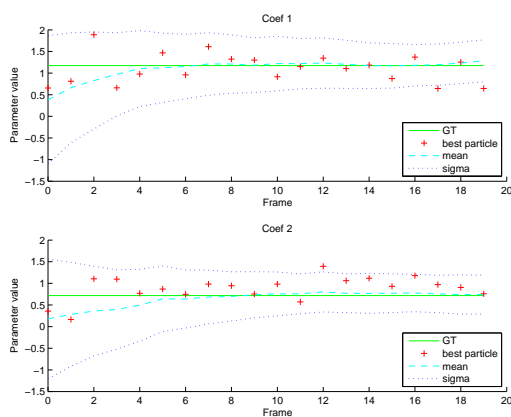 Coef 1
2
1.5
1
0.5
0
-0.5
-1
-1.5
Parameter value
0 2 4 6 8 10 12 14 16 18 20
Frame
GT
best particle
mean
sigma
Coef 2
2
1.5
1
0.5
0
-0.5
-1
-1.5
Parameter value
0 2 4 6 8 10 12 14 16 18 20
Frame
GT
best particle
mean
sigma